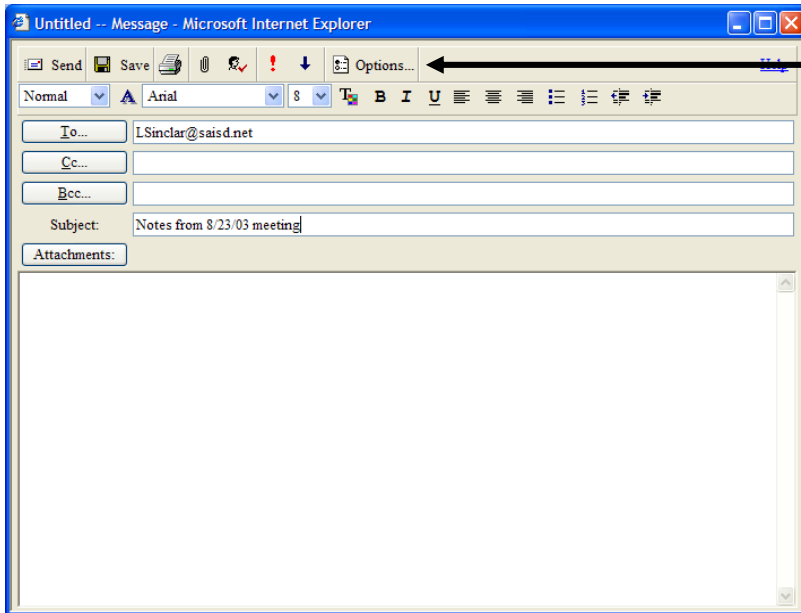 Untitled -- Message - Microsoft Internet Explorer
Send Save Options... Help
Normal A Arial 8 B I U
To... LSinclar@saisd.net
Cc...
Bcc...
Subject: Notes from 8/23/03 meeting
Attachments: